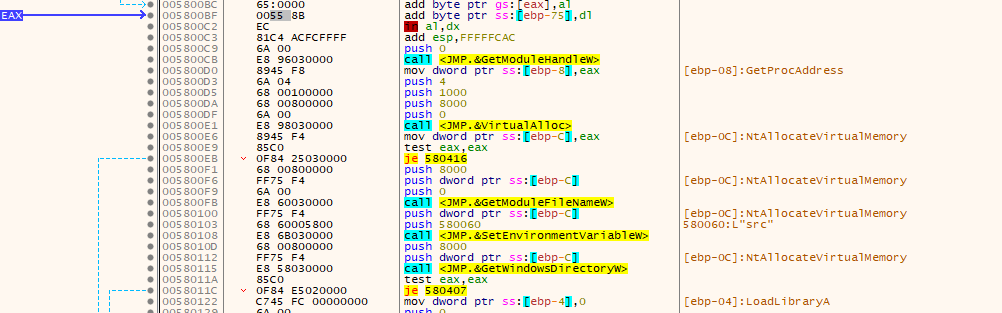 005800BC 65:0000 add byte ptr gs:[eax],al
EAX 005800BF 0055 8B add byte ptr ss:[ebp-75],dl
005800C2 EC in al,dx
005800C3 81C4 ACFCFFFF add esp,FFFFFCAC
005800C9 6A 00 push 0
005800CB E8 96030000 call <JMP.&GetModuleHandleW>
005800D0 8945 F8 mov dword ptr ss:[ebp-8],eax [ebp-08]:GetProcAddress
005800D3 6A 04 push 4
005800D5 68 00100000 push 1000
005800DA 68 00800000 push 8000
005800DF 6A 00 push 0
005800E1 E8 98030000 call <JMP.&VirtualAlloc>
005800E6 8945 F4 mov dword ptr ss:[ebp-C],eax [ebp-0C]:NtAllocateVirtualMemory
005800E9 85C0 test eax,eax
005800EB 0F84 25030000 je 580416
005800F1 68 00800000 push 8000
005800F6 FF75 F4 push dword ptr ss:[ebp-C] [ebp-0C]:NtAllocateVirtualMemory
005800F9 6A 00 push 0
005800FB E8 60030000 call <JMP.&GetModuleFileNameW>
00580100 FF75 F4 push dword ptr ss:[ebp-C] [ebp-0C]:NtAllocateVirtualMemory
00580103 68 60005800 push 580060 580060:L"src"
00580108 E8 6B030000 call <JMP.&SetEnvironmentVariableW>
0058010D 68 00800000 push 8000
00580112 FF75 F4 push dword ptr ss:[ebp-C] [ebp-0C]:NtAllocateVirtualMemory
00580115 E8 58030000 call <JMP.&GetWindowsDirectoryW>
0058011A 85C0 test eax,eax
0058011C 0F84 E5020000 je 580407
00580122 C745 FC 00000000 mov dword ptr ss:[ebp-4],0 [ebp-04]:LoadLibraryA
00580129 6A 00 push 0